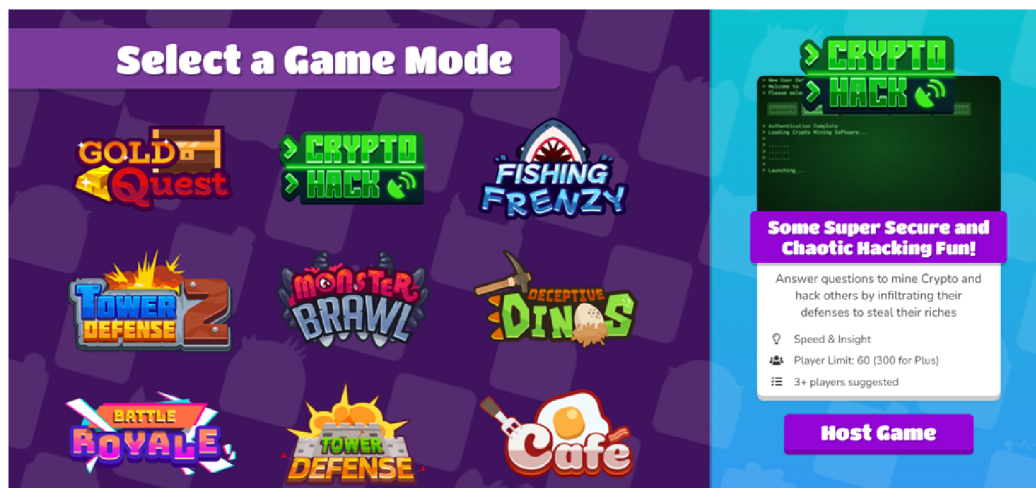 Select a Game Mode
GOLD
Quest
> CRYPTO
> HACK
FISHING
FRENZY
TOWER
DEFENSE 2
MONSTER
BRAWL
DECEPTIVE
DINOS
BATTLE
ROYALE
TOWER
DEFENSE
Café
> CRYPTO
> HACK
> Welcome to
> Authentication Complete
> Loading Crypto Mining Software...
>
> .......
> .......
> .......
>
> Launching...
Some Super Secure and
Chaotic Hacking Fun!
Answer questions to mine Crypto and
hack others by infiltrating their
defenses to steal their riches
Speed & Insight
Player Limit: 60 (300 for Plus)
3+ players suggested
Host Game